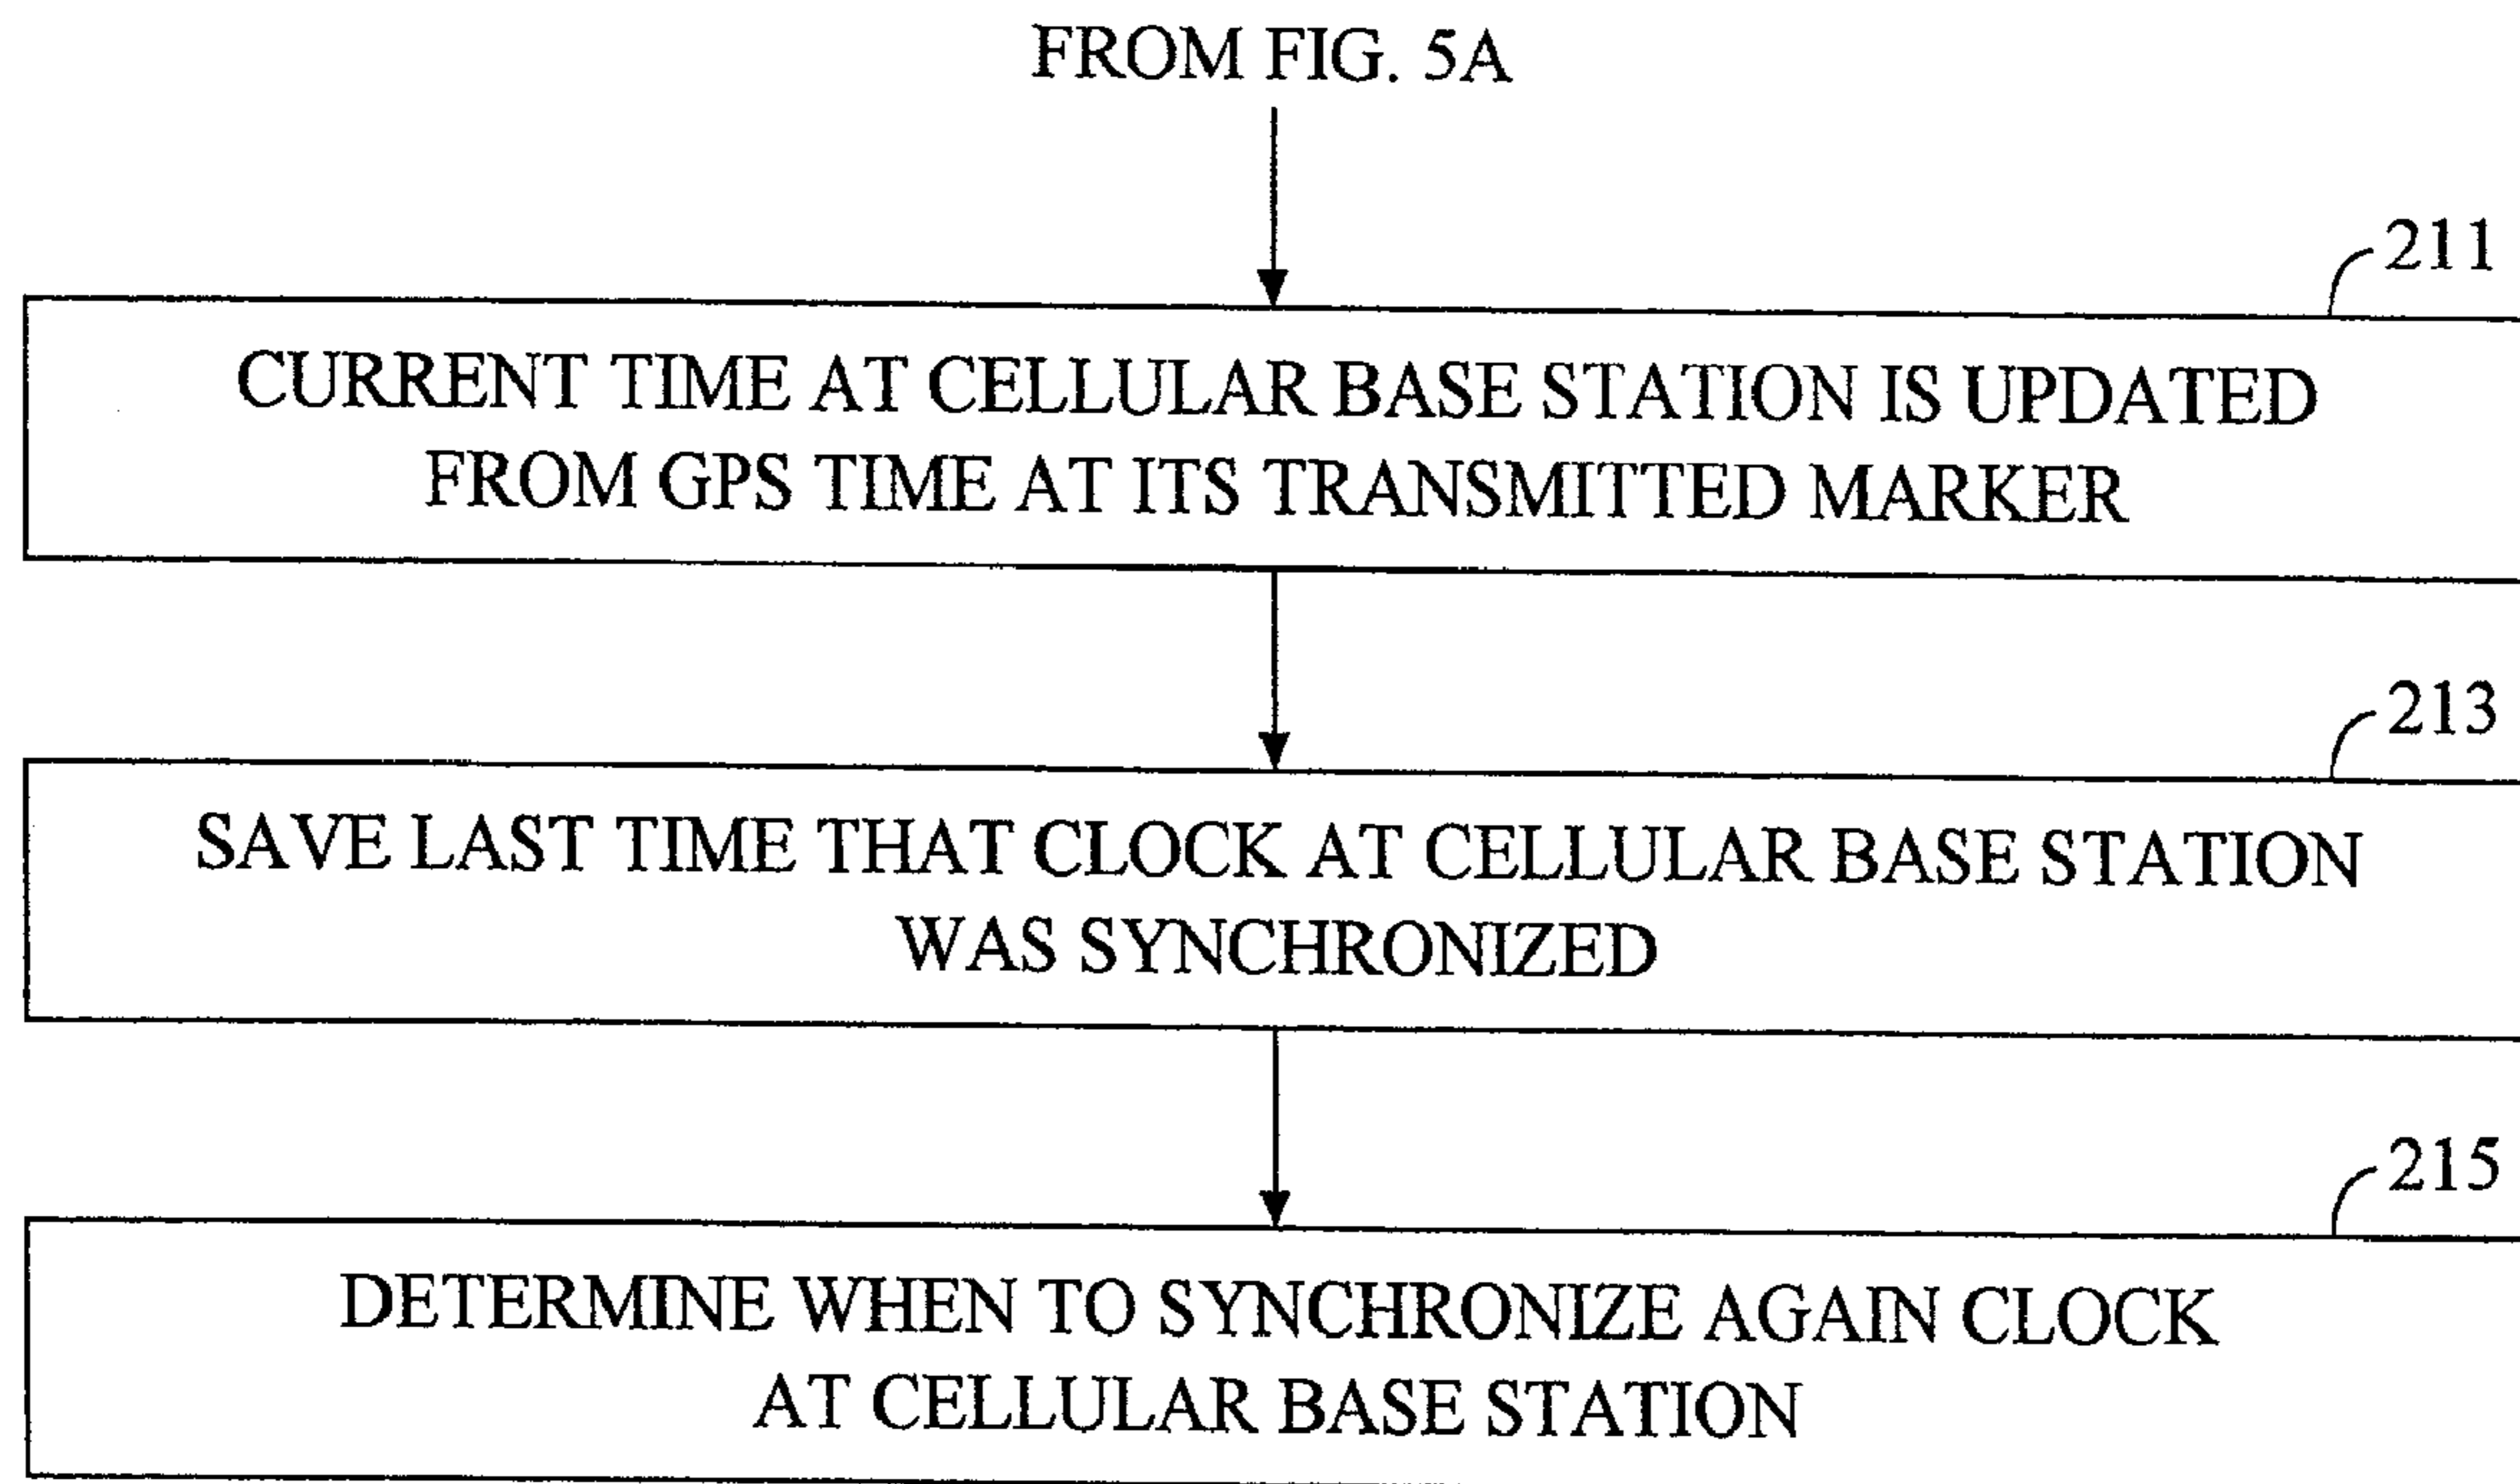 FROM FIG. 5A
211
CURRENT TIME AT CELLULAR BASE STATION IS UPDATED
FROM GPS TIME AT ITS TRANSMITTED MARKER
213
SAVE LAST TIME THAT CLOCK AT CELLULAR BASE STATION
WAS SYNCHRONIZED
215
DETERMINE WHEN TO SYNCHRONIZE AGAIN CLOCK
AT CELLULAR BASE STATION